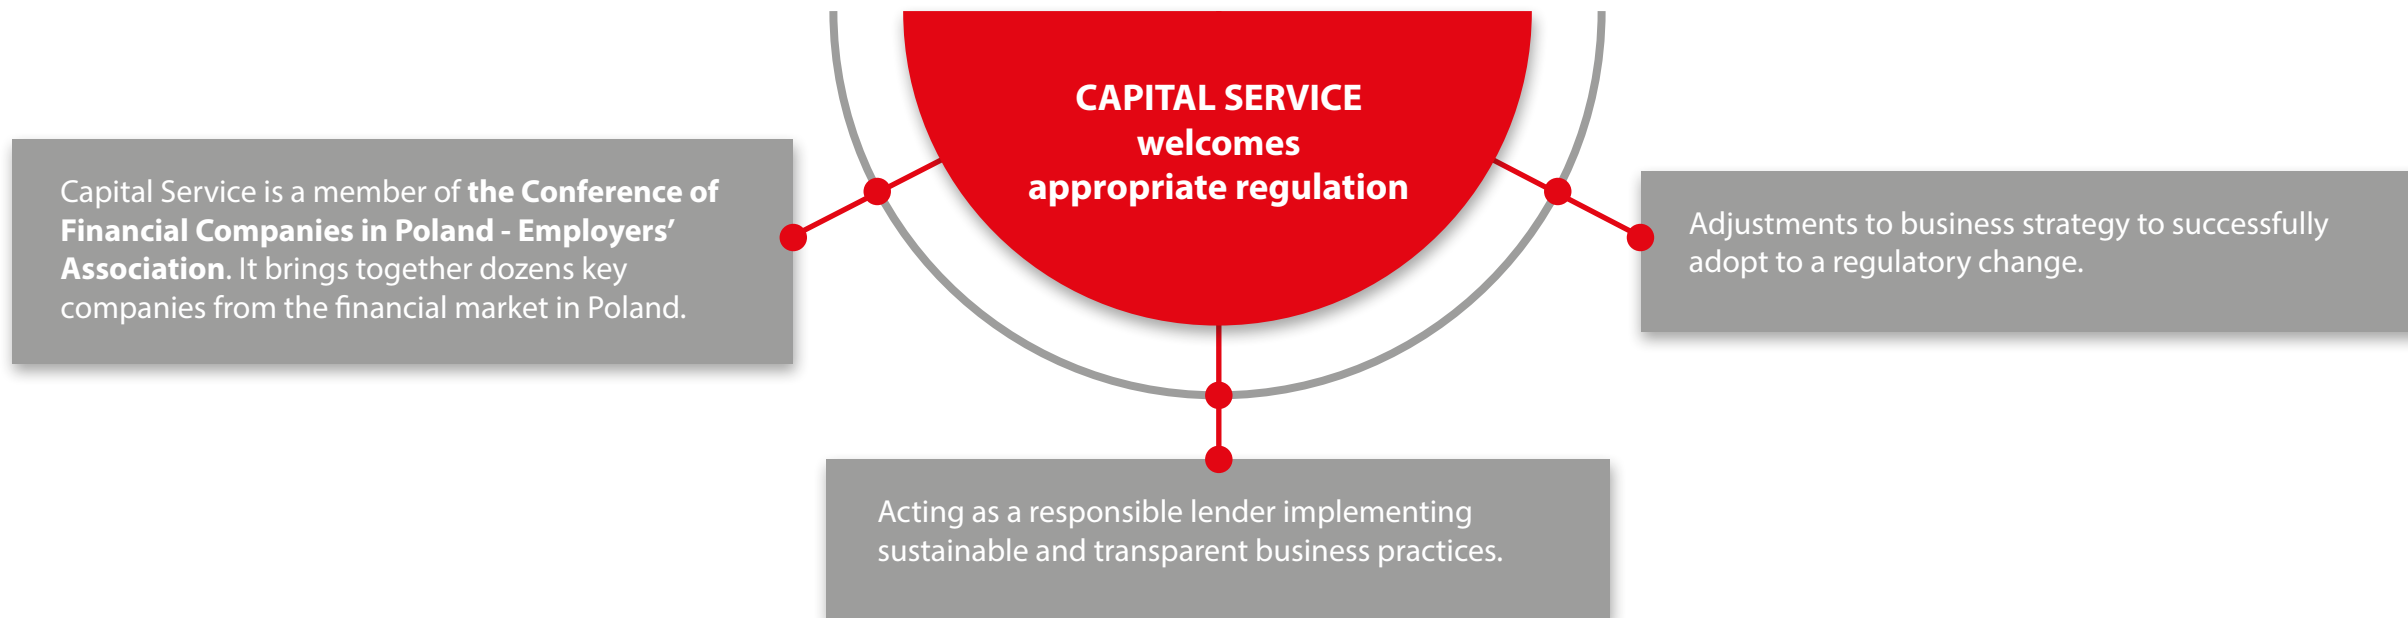 CAPITAL SERVICE
welcomes
appropriate regulation
Capital Service is a member of the Conference of
Financial Companies in Poland - Employers’
Association. It brings together dozens key
companies from the financial market in Poland.
Adjustments to business strategy to successfully
adopt to a regulatory change.
Acting as a responsible lender implementing
sustainable and transparent business practices.